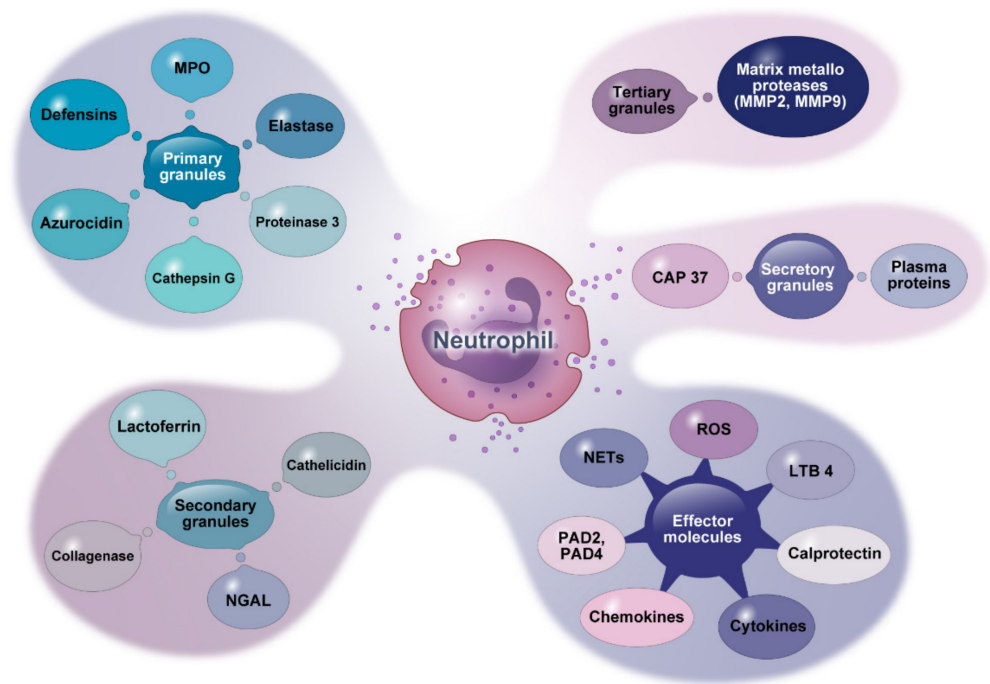 MPO
Defensins
Elastase
Primary
granules
Azurocidin
Proteinase 3
Cathepsin G
Tertiary
granules
Matrix metallo
proteases
(MMP2, MMP9)
CAP 37
Secretory
granules
Plasma
proteins
Neutrophil
Lactoferrin
Cathelicidin
Secondary
granules
Collagenase
NGAL
ROS
NETs
LTB 4
Effector
molecules
PAD2,
PAD4
Calprotectin
Chemokines
Cytokines